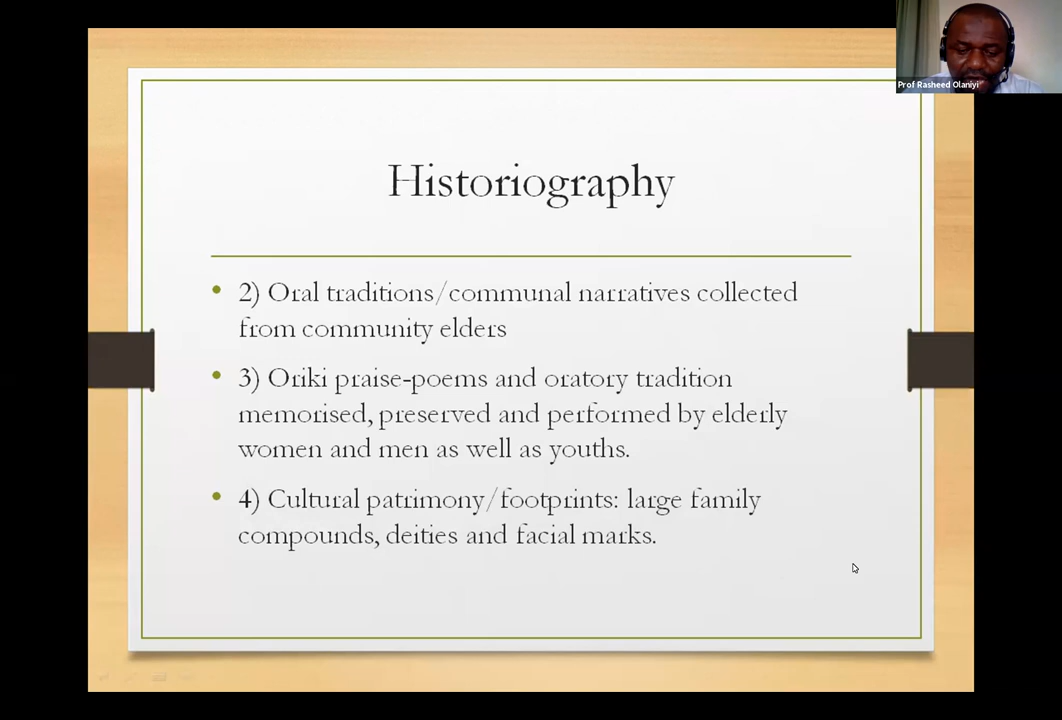 Prof Rasheed Olaniyi
Historiography
2) Oral traditions/communal narratives collected
from community elders
3) Oriki praise-poems and oratory tradition
memorised, preserved and performed by elderly
women and men as well as youths.
4) Cultural patrimony/footprints: large family
compounds, deities and facial marks.